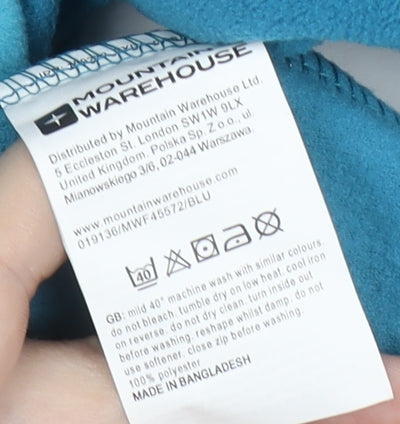 MOUNTAIN
WAREHOUSE
Distributed by Mountain Warehouse Ltd.
5 Eccleston St. London SW1W 9LX
United Kingdom. Polska Sp. Z o.o., ul.
Mianowskiego 3/6, 02-044 Warszawa.
www.mountainwarehouse.com
019136/MWF45572/BLU
40
GB: mild 40° machine wash with similar colours.
do not bleach. tumble dry on low heat. cool iron
on reverse. do not dry clean. turn inside out
before washing. reshape whilst damp. do not
use softener. close zip before washing.
100% polyester
MADE IN BANGLADESH